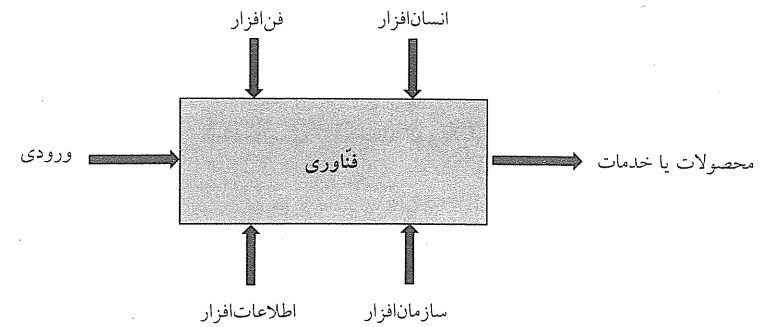 انسان‌افزار
فن‌افزار
ورودی
فنّاوری
محصولات یا خدمات
سازمان‌افزار
اطلاعات‌افزار